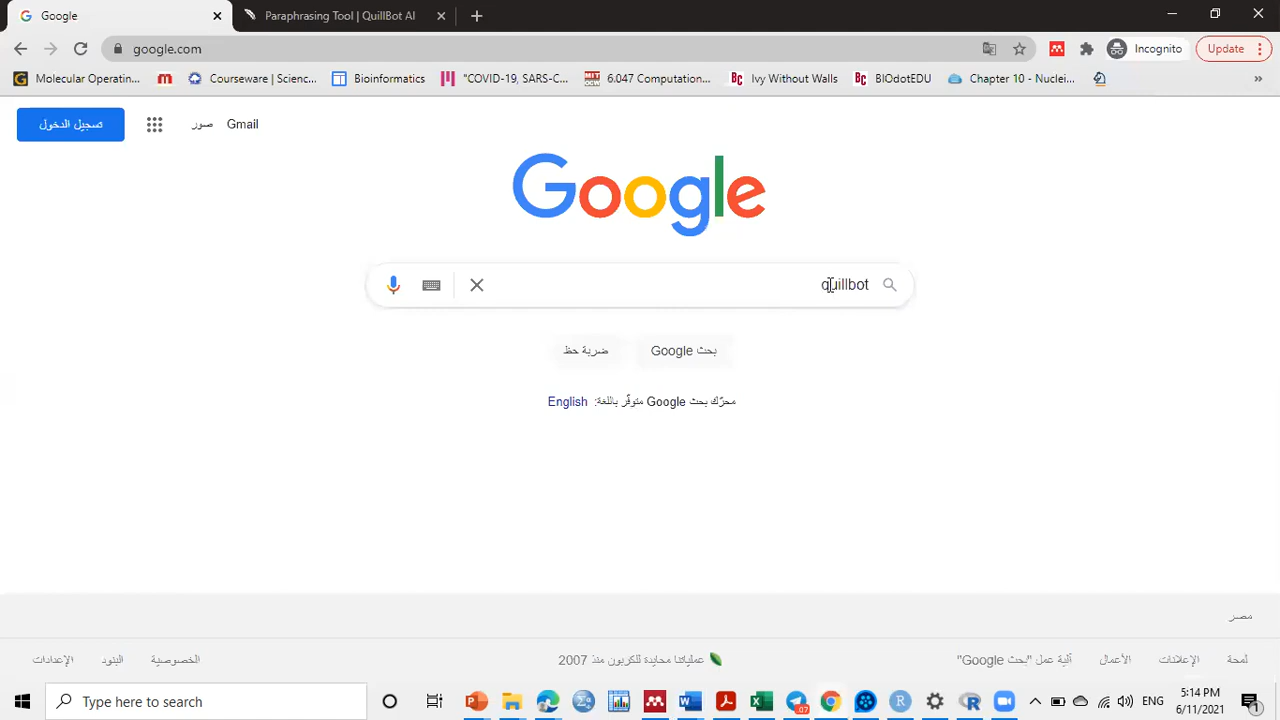 Google
Paraphrasing Tool | QuillBot AI
google.com
Incognito
Update
Molecular Operatin...
Courseware | Scienc...
Bioinformatics
"COVID-19, SARS-C...
6.047 Computation...
Ivy Without Walls
BIOdotEDU
Chapter 10 - Nuclei...
»
تسجيل الدخول
صور
Gmail
Google
quillbot
ضربة حظ
بحث Google
محرّك بحث Google متوفّر باللغة: English
مصر
الإعدادات
البنود
الخصوصية
عملياتنا محايدة للكربون منذ 2007
آلية عمل "بحث Google"
الأعمال
الإعلانات
لمحة
Type here to search
07
ENG
5:14 PM
6/11/2021
1